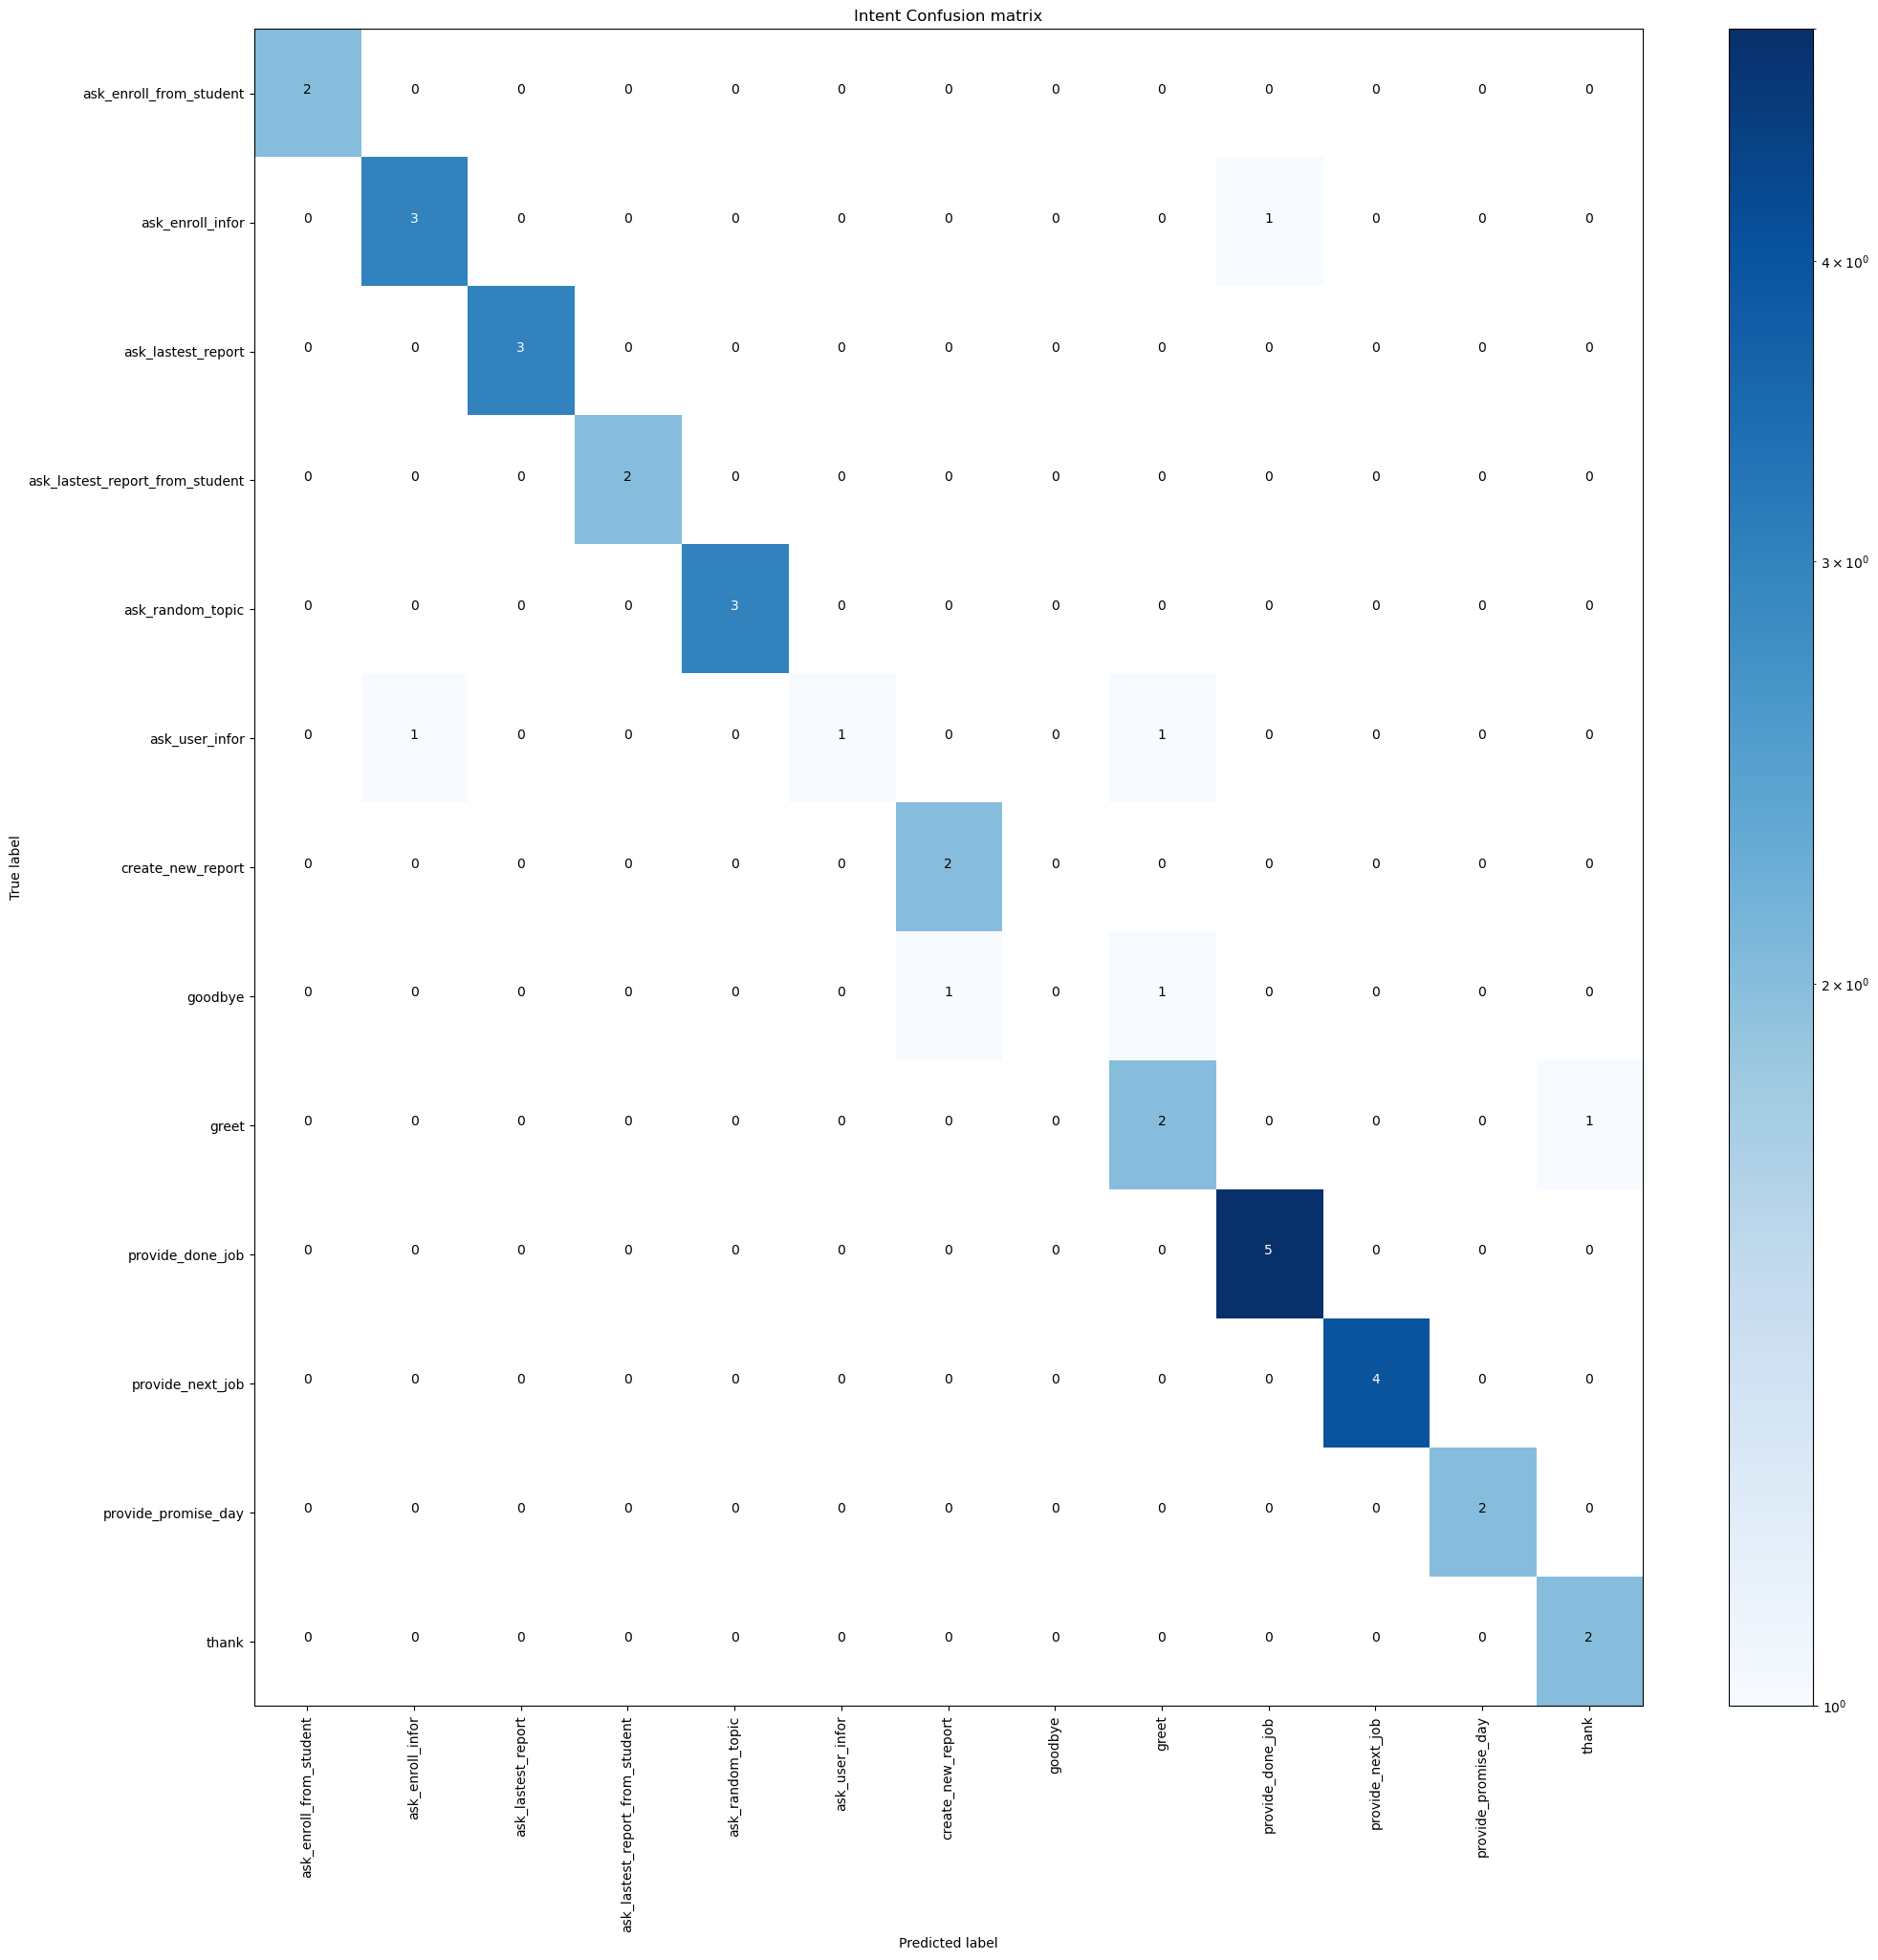 Intent Confusion matrix
ask_enroll_from_student 2 0 0 0 0 0 0 0 0 0 0 0 0
ask_enroll_infor 0 3 0 0 0 0 0 0 0 1 0 0 0
ask_lastest_report 0 0 3 0 0 0 0 0 0 0 0 0 0
ask_lastest_report_from_student 0 0 0 2 0 0 0 0 0 0 0 0 0
ask_random_topic 0 0 0 0 3 0 0 0 0 0 0 0 0
ask_user_infor 0 1 0 0 0 1 0 0 1 0 0 0 0
create_new_report 0 0 0 0 0 0 2 0 0 0 0 0 0
goodbye 0 0 0 0 0 0 1 0 1 0 0 0 0
greet 0 0 0 0 0 0 0 0 2 0 0 0 1
provide_done_job 0 0 0 0 0 0 0 0 0 5 0 0 0
provide_next_job 0 0 0 0 0 0 0 0 0 0 4 0 0
provide_promise_day 0 0 0 0 0 0 0 0 0 0 0 2 0
thank 0 0 0 0 0 0 0 0 0 0 0 0 2
True label
ask_enroll_from_student
ask_enroll_infor
ask_lastest_report
ask_lastest_report_from_student
ask_random_topic
ask_user_infor
create_new_report
goodbye
greet
provide_done_job
provide_next_job
provide_promise_day
thank
Predicted label
4 × 10⁰
3 × 10⁰
2 × 10⁰
10⁰